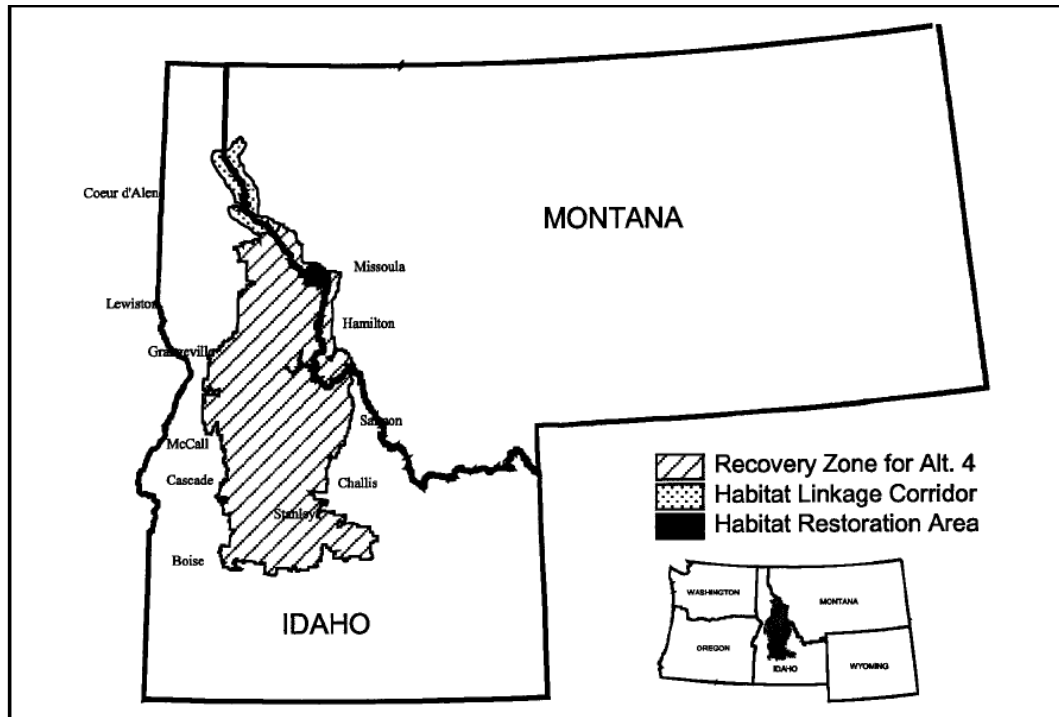 Coeur d'Alen
MONTANA
Missoula
Lewiston
Hamilton
Grangeville
Salmon
McCall
Cascade
Challis
Stanley
Boise
IDAHO
Recovery Zone for Alt. 4
Habitat Linkage Corridor
Habitat Restoration Area
WASHINGTON
MONTANA
OREGON
IDAHO
WYOMING